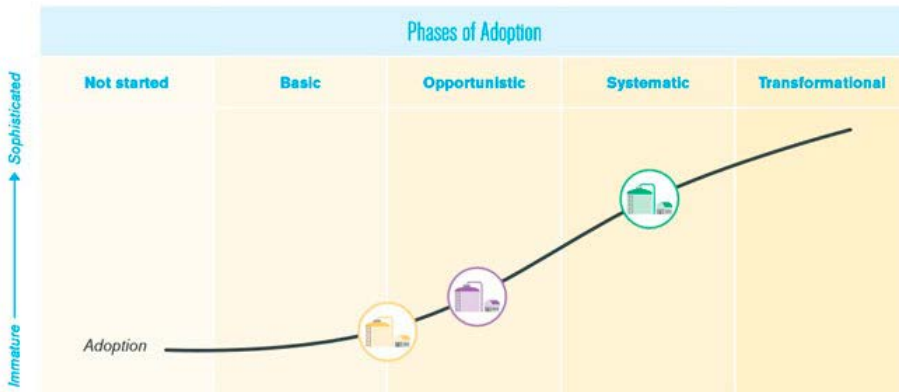 Phases of Adoption
Not started
Basic
Opportunistic
Systematic
Transformational
Sophisticated
Immature
Adoption